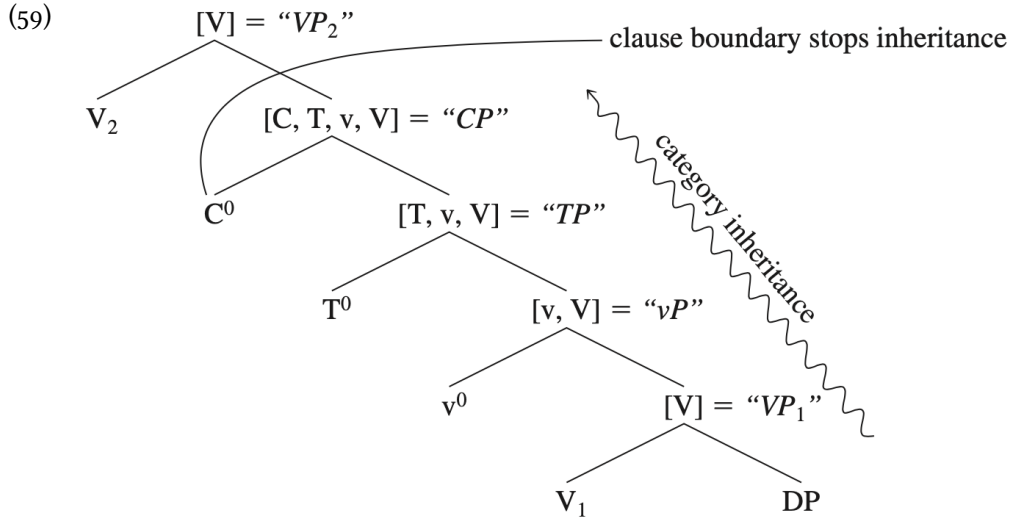 (59)
[V] = “VP₂”
clause boundary stops inheritance
V₂
[C, T, v, V] = “CP”
category inheritance
C⁰
[T, v, V] = “TP”
T⁰
[v, V] = “vP”
v⁰
[V] = “VP₁”
V₁
DP